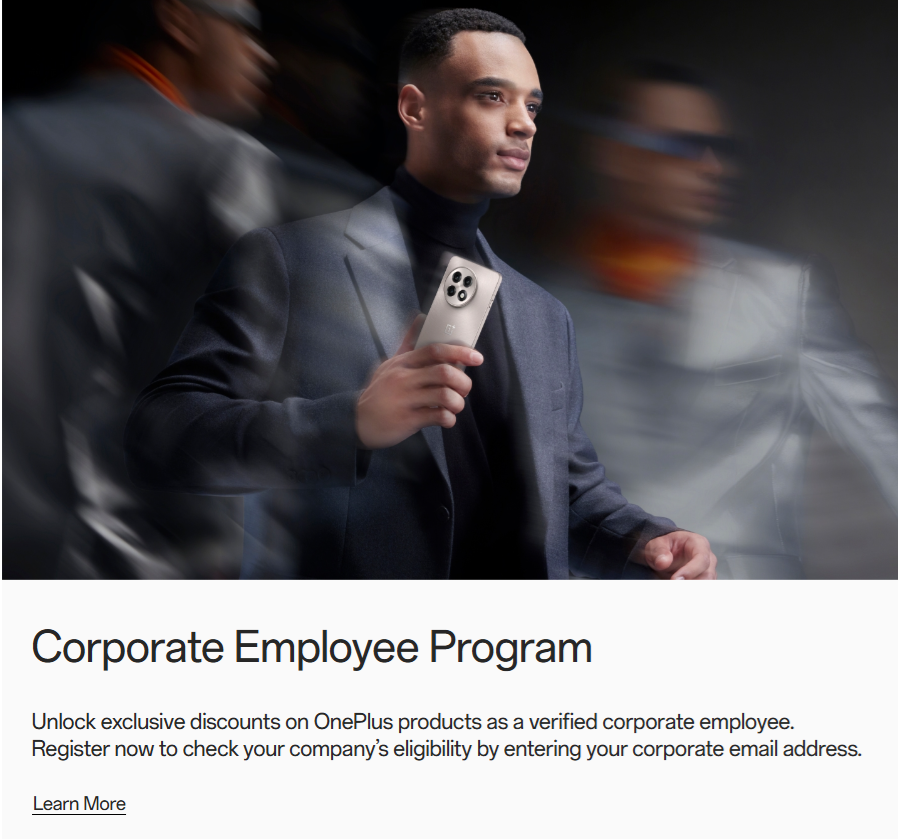 Corporate Employee Program
Unlock exclusive discounts on OnePlus products as a verified corporate employee.
Register now to check your company’s eligibility by entering your corporate email address.
Learn More